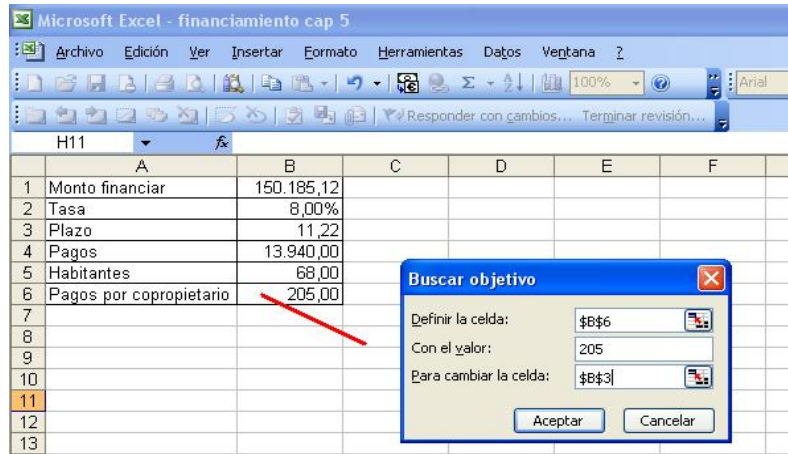 Microsoft Excel - financiamiento cap 5
Archivo Edición Ver Insertar Formato Herramientas Datos Ventana ?
100% Arial
Responder con cambios... Terminar revisión...
H11 fx
A B C D E F
1 Monto financiar 150.185,12
2 Tasa 8,00%
3 Plazo 11,22
4 Pagos 13.940,00
5 Habitantes 68,00
6 Pagos por copropietario 205,00
7
8
9
10
11
12
13
Buscar objetivo
Definir la celda: $B$6
Con el valor: 205
Para cambiar la celda: $B$3
Aceptar Cancelar